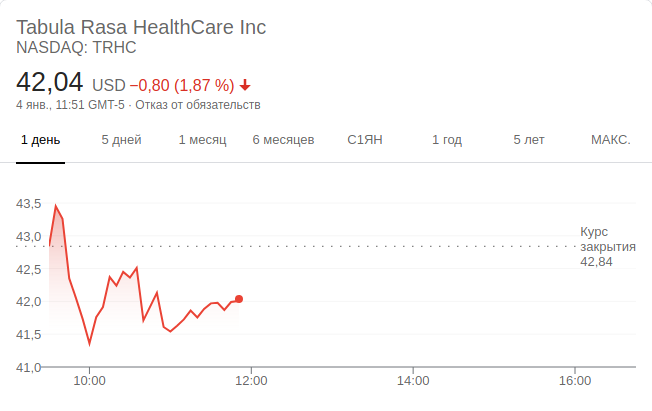 Tabula Rasa HealthCare Inc
NASDAQ: TRHC
42,04 USD −0,80 (1,87 %)
4 янв., 11:51 GMT-5 · Отказ от обязательств
1 день 5 дней 1 месяц 6 месяцев С1ЯН 1 год 5 лет МАКС.
43,5
43,0
42,5
42,0
41,5
41,0
Курс
закрытия
42,84
10:00 12:00 14:00 16:00